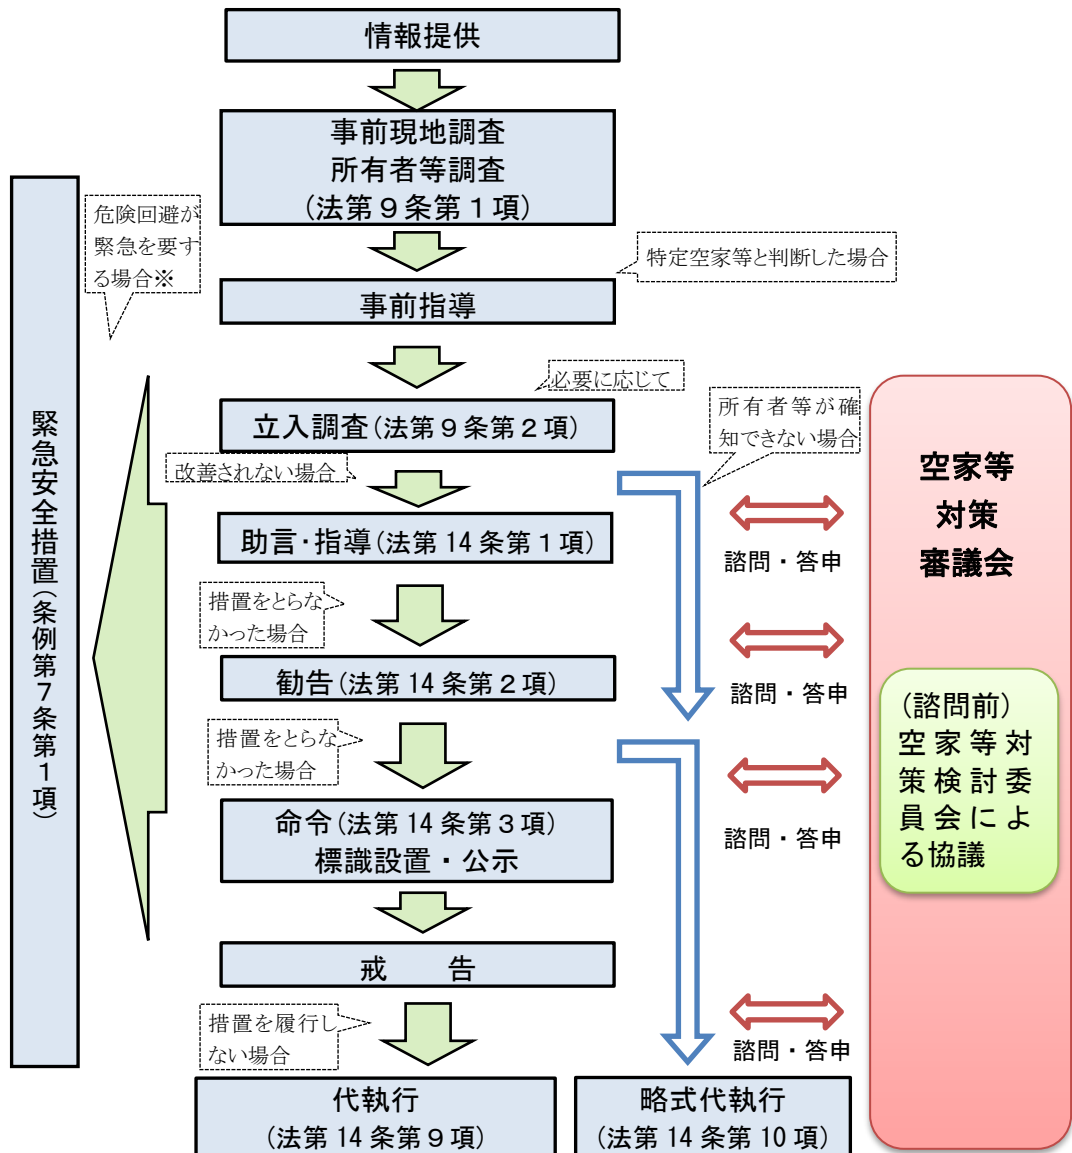 情報提供
事前現地調査
所有者等調査
(法第９条第１項)
危険回避が
緊急を要す
る場合※
特定空家等と判断した場合
事前指導
必要に応じて
立入調査(法第９条第２項)
所有者等が確
知できない場合
改善されない場合
助言･指導(法第 14 条第１項)
諮問・答申
措置をとらな
かった場合
勧告(法第 14 条第２項)
諮問・答申
措置をとらな
かった場合
命令(法第 14 条第３項)
標識設置・公示
諮問・答申
戒　　告
措置を履行し
ない場合
諮問・答申
代執行
(法第 14 条第９項)
略式代執行
(法第 14 条第 10 項)
緊急安全措置(条例第７条第１項)
空家等
対策
審議会
(諮問前)
空家等対
策検討委
員会によ
る協議